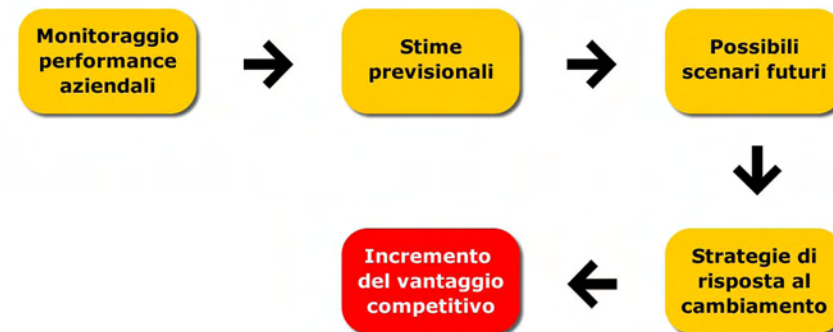 Monitoraggio
performance
aziendali
Stime
previsionali
Possibili
scenari futuri
Strategie di
risposta al
cambiamento
Incremento
del vantaggio
competitivo